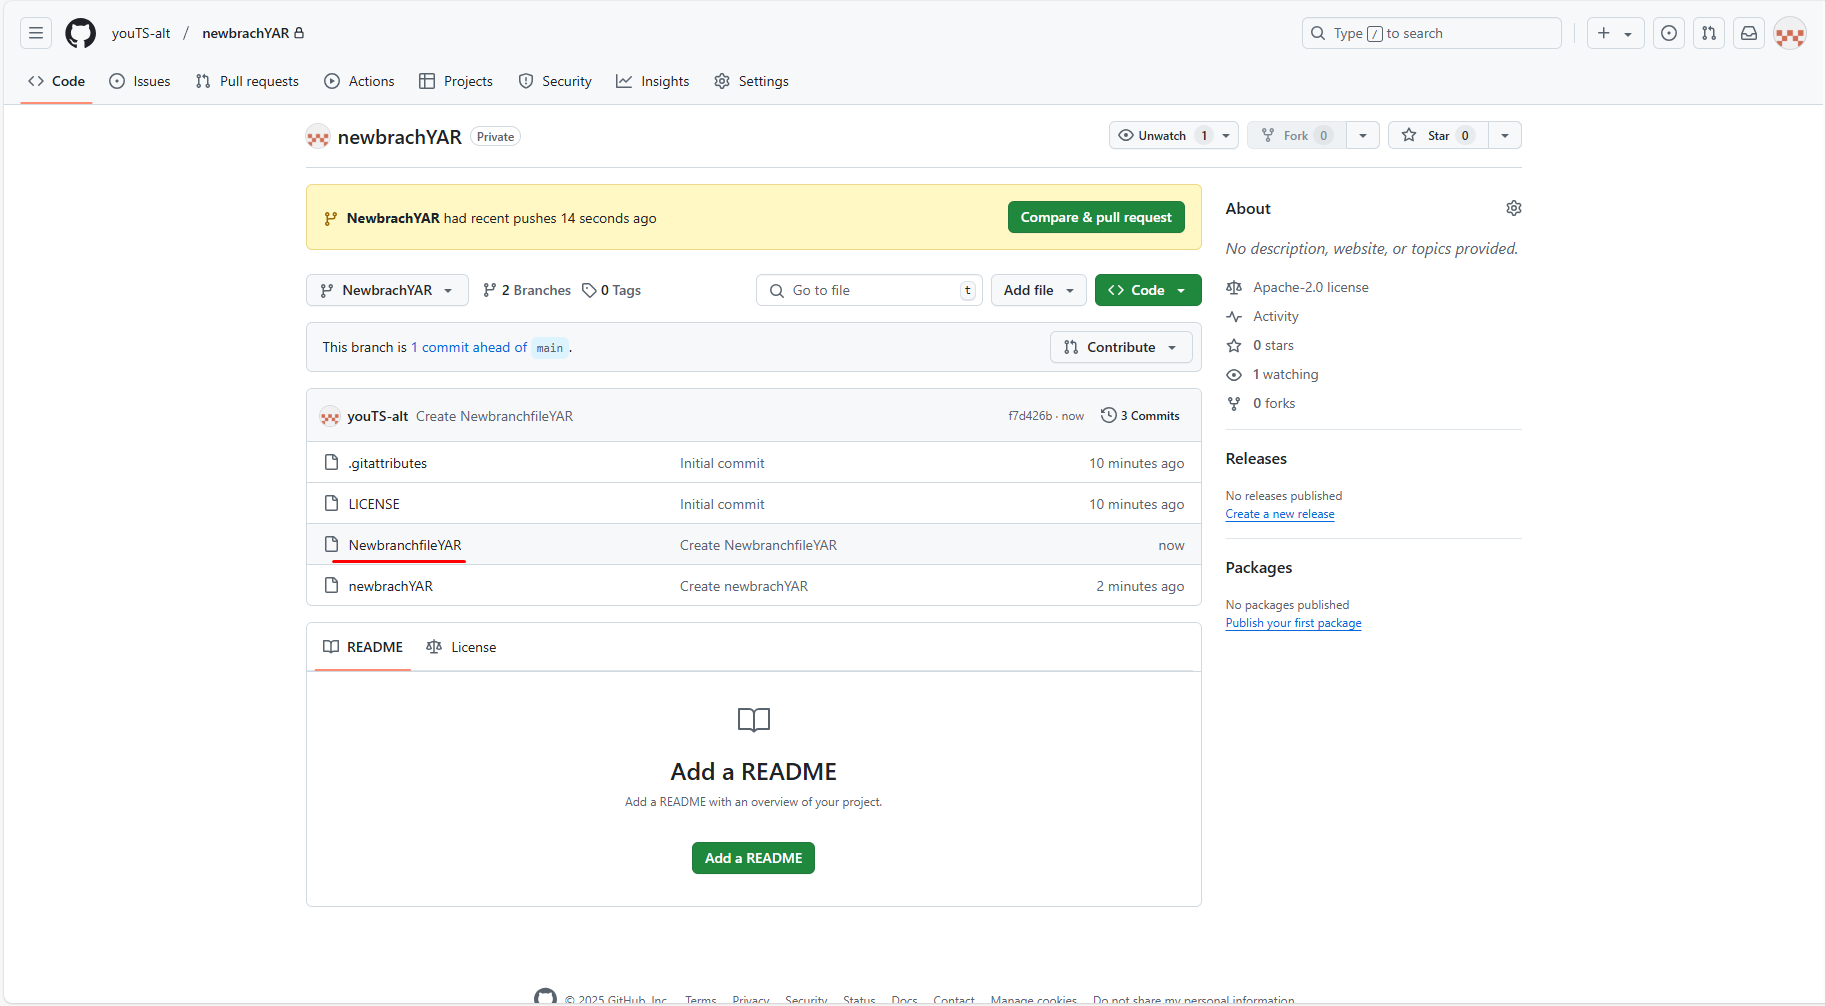 youTS-alt / newbrachYAR
Type / to search
Code Issues Pull requests Actions Projects Security Insights Settings
newbrachYAR Private
Unwatch 1 Fork 0 Star 0
NewbrachYAR had recent pushes 14 seconds ago
Compare & pull request
NewbrachYAR 2 Branches 0 Tags
Go to file t
Add file
Code
This branch is 1 commit ahead of main .
Contribute
youTS-alt Create NewbranchfileYAR f7d426b · now 3 Commits
.gitattributes Initial commit 10 minutes ago
LICENSE Initial commit 10 minutes ago
NewbranchfileYAR Create NewbranchfileYAR now
newbrachYAR Create newbrachYAR 2 minutes ago
README License
Add a README
Add a README with an overview of your project.
Add a README
About
No description, website, or topics provided.
Apache-2.0 license
Activity
0 stars
1 watching
0 forks
Releases
No releases published
Create a new release
Packages
No packages published
Publish your first package
© 2025 GitHub, Inc. Terms Privacy Security Status Docs Contact Manage cookies Do not share my personal information